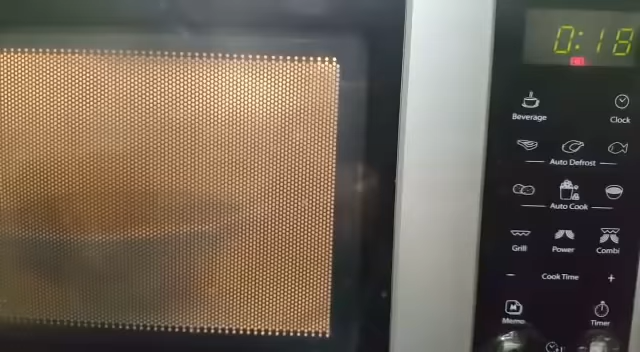 0:18
Beverage Clock
Auto Defrost
Auto Cook
Grill Power Combi
- Cook Time +
Memo Timer